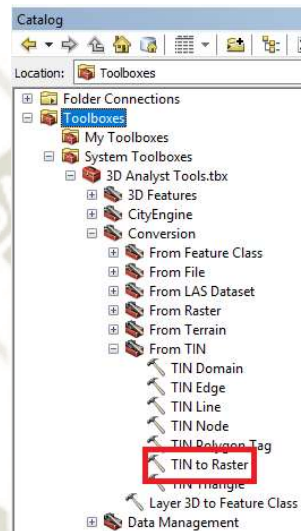 Catalog
Location: Toolboxes
Folder Connections
Toolboxes
My Toolboxes
System Toolboxes
3D Analyst Tools.tbx
3D Features
CityEngine
Conversion
From Feature Class
From File
From LAS Dataset
From Raster
From Terrain
From TIN
TIN Domain
TIN Edge
TIN Line
TIN Node
TIN Polygon Tag
TIN to Raster
TIN Triangle
Layer 3D to Feature Class
Data Management